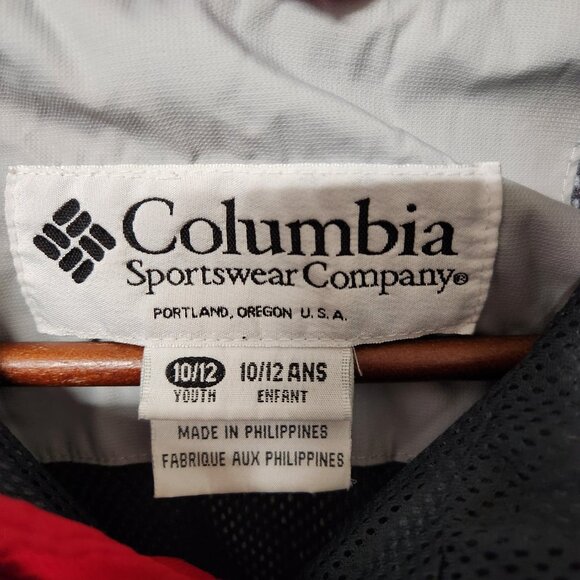 Columbia
Sportswear Company®
PORTLAND, OREGON U.S.A.
10/12 10/12 ANS
YOUTH ENFANT
MADE IN PHILIPPINES
FABRIQUE AUX PHILIPPINES